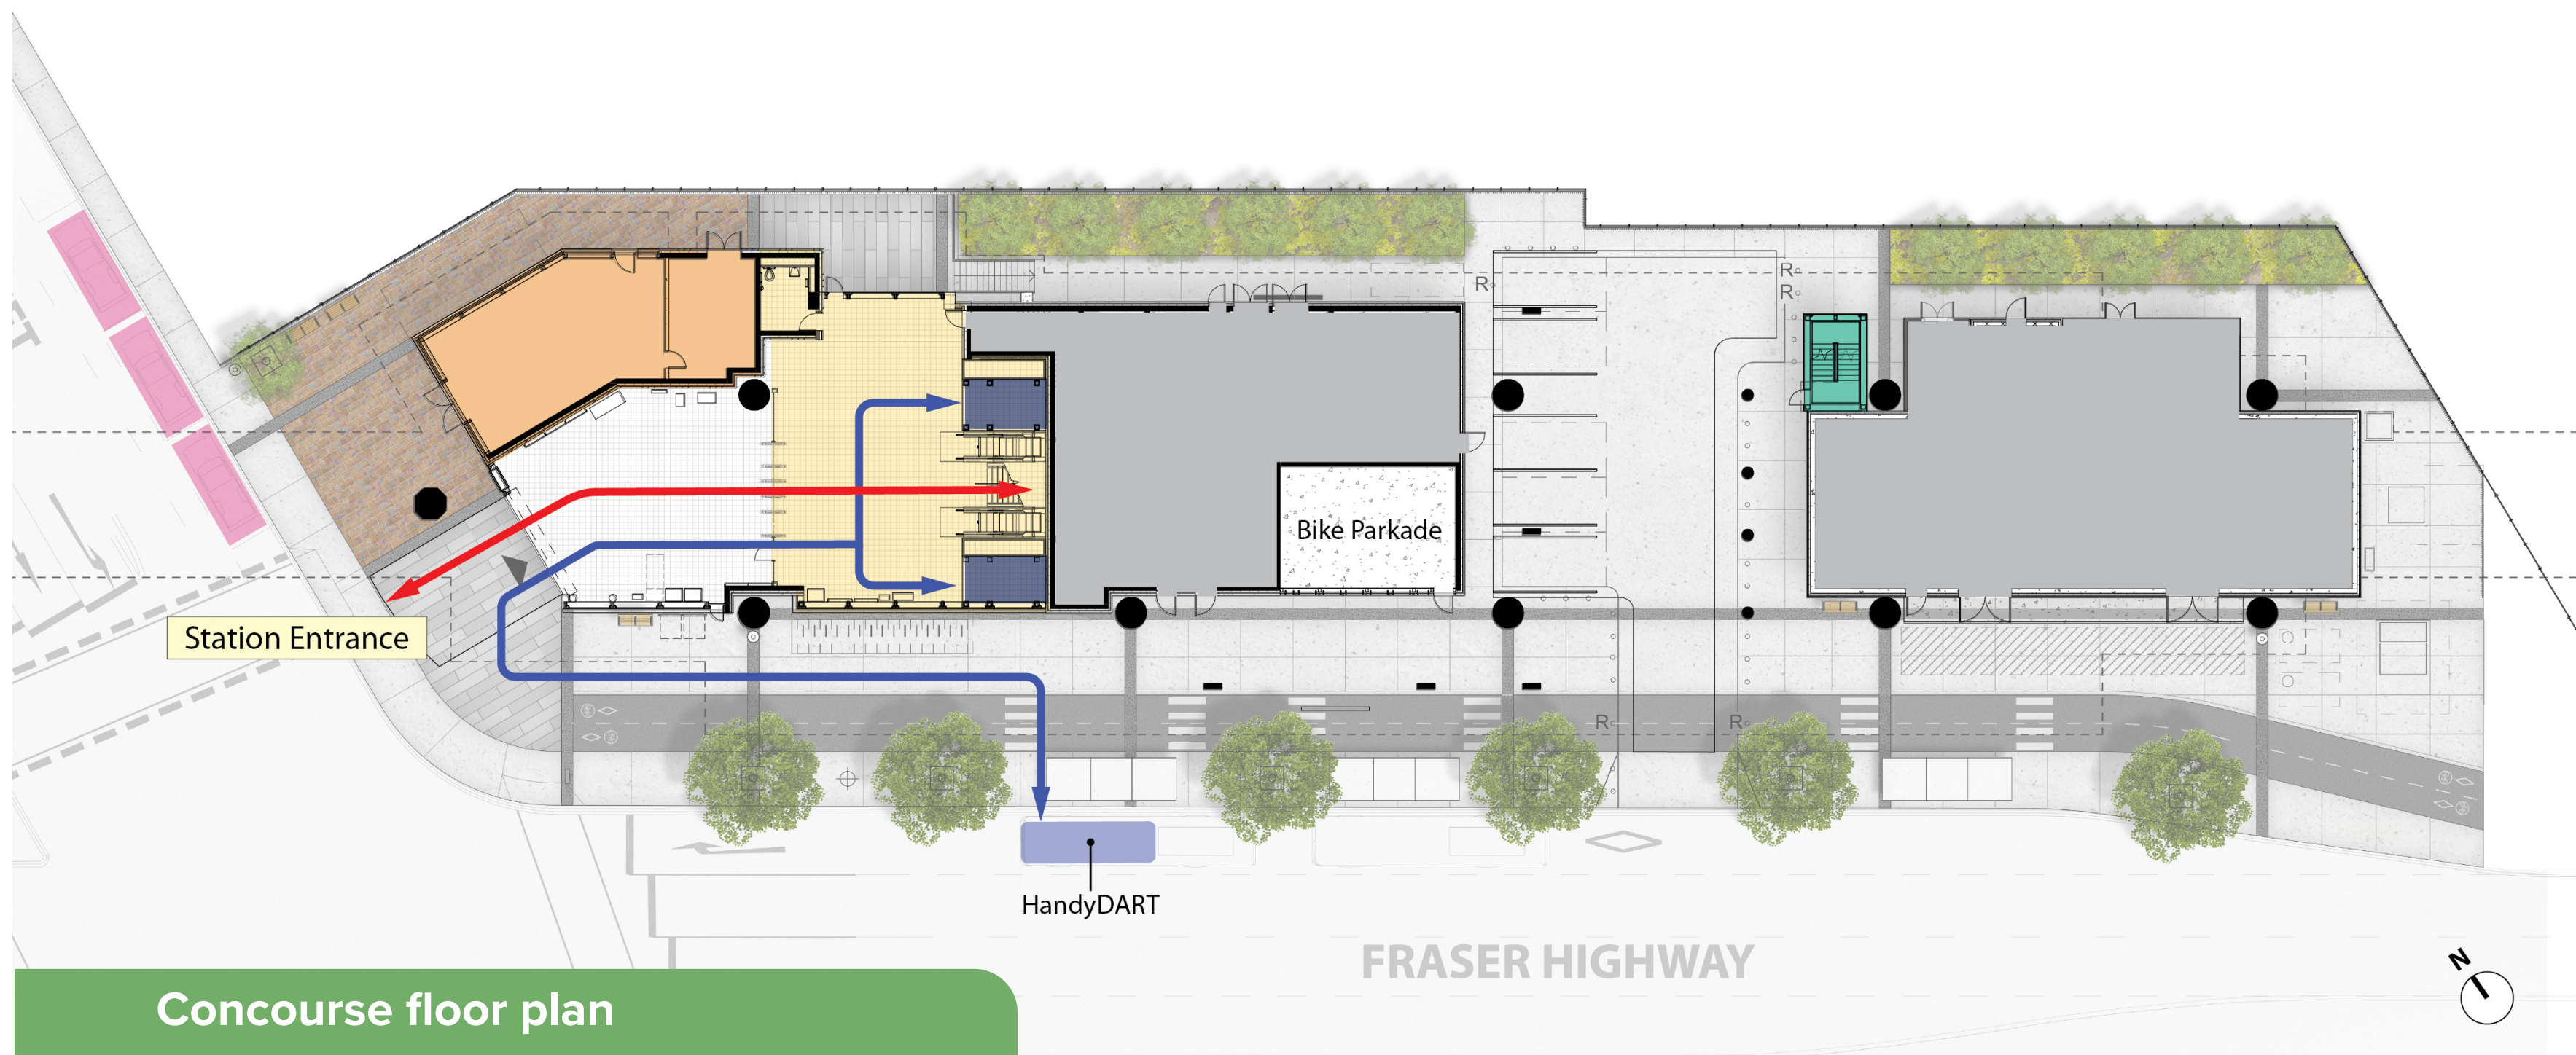 R
R
R
Bike Parkade
Station Entrance
R
R
HandyDART
FRASER HIGHWAY
N
Concourse floor plan